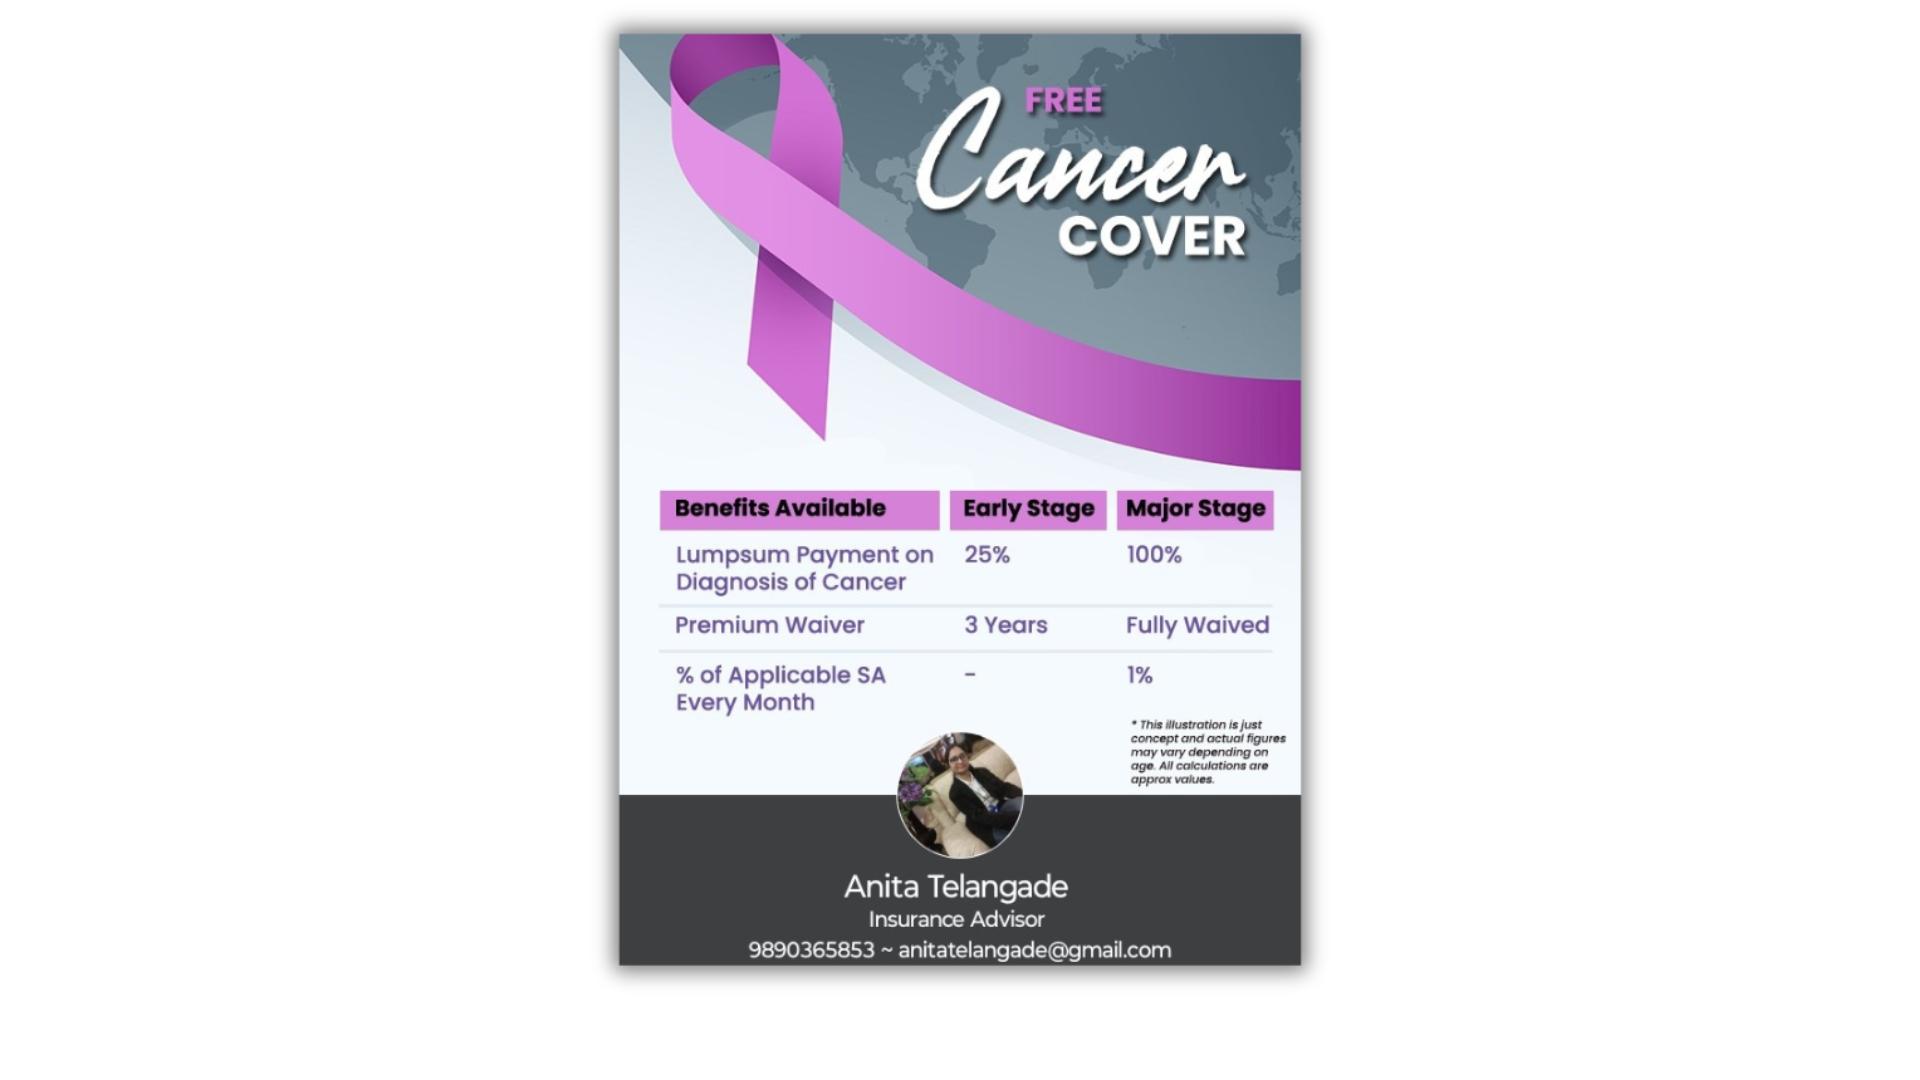 FREE
Cancer
COVER
Benefits Available Early Stage Major Stage
Lumpsum Payment on 25% 100%
Diagnosis of Cancer
Premium Waiver 3 Years Fully Waived
% of Applicable SA - 1%
Every Month
* This illustration is just
concept and actual figures
may vary depending on
age. All calculations are
approx values.
Anita Telangade
Insurance Advisor
9890365853 ~ anitatelangade@gmail.com